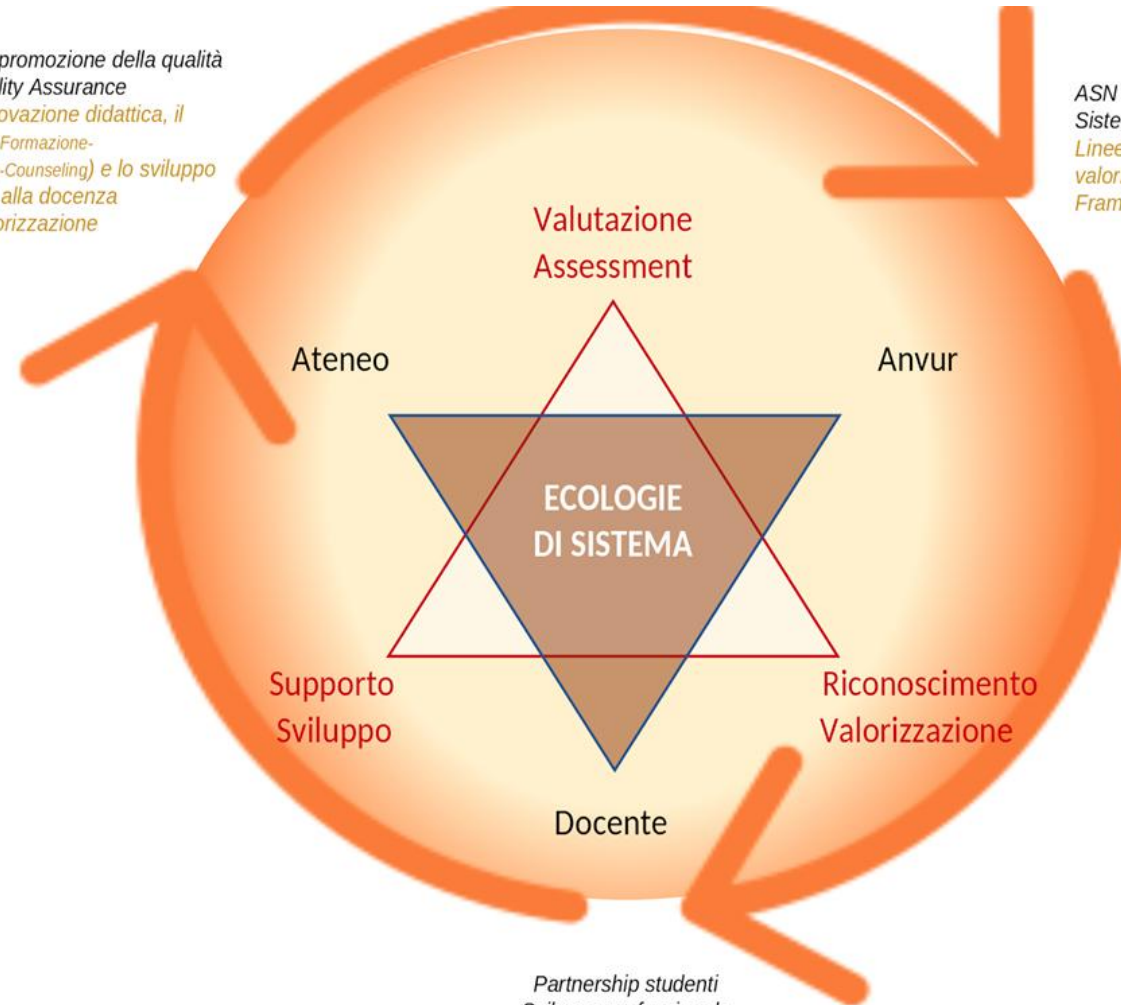 promozione della qualità
lity Assurance
ovazione didattica, il
Formazione-
-Counseling) e lo sviluppo
alla docenza
orizzazione
ASN
Siste
Linee
valori
Fram
Valutazione
Assessment
Ateneo
Anvur
ECOLOGIE
DI SISTEMA
Supporto
Sviluppo
Riconoscimento
Valorizzazione
Docente
Partnership studenti